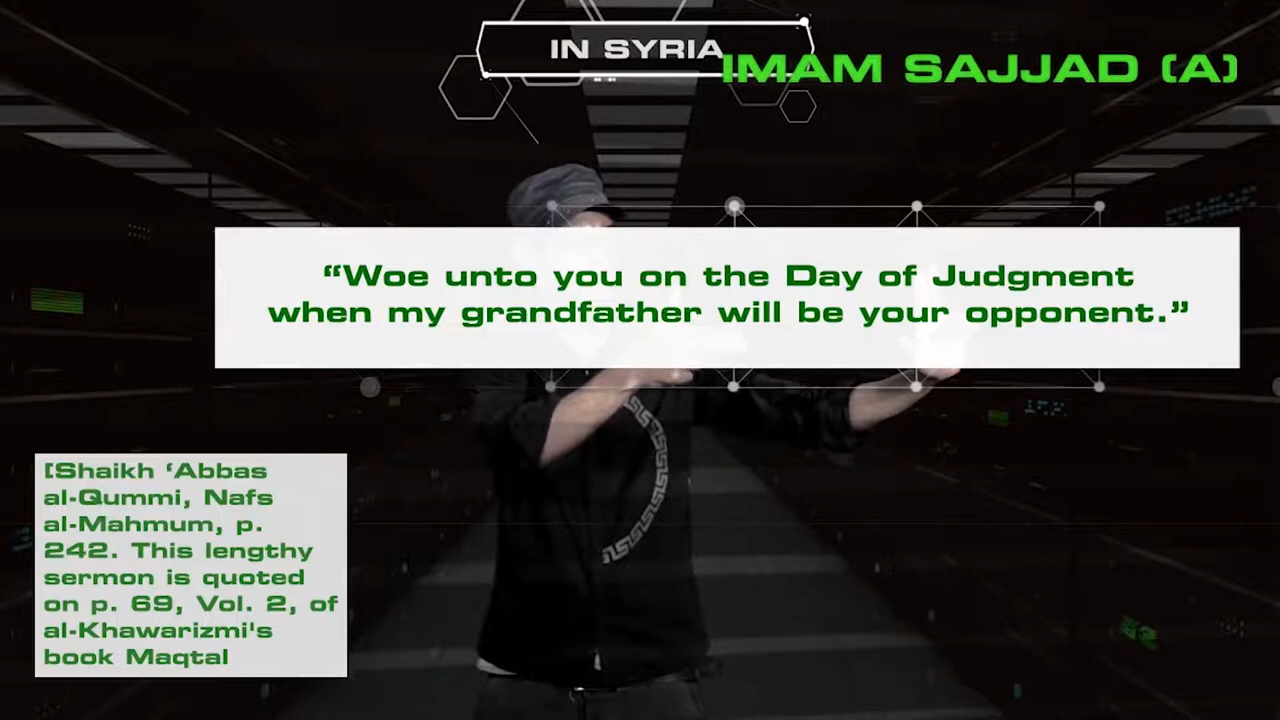 IN SYRIA
IMAM SAJJAD (A)
“Woe unto you on the Day of Judgment
when my grandfather will be your opponent.”
[Shaikh ‘Abbas
al-Qummi, Nafs
al-Mahmum, p.
242. This lengthy
sermon is quoted
on p. 69, Vol. 2, of
al-Khawarizmi's
book Maqtal